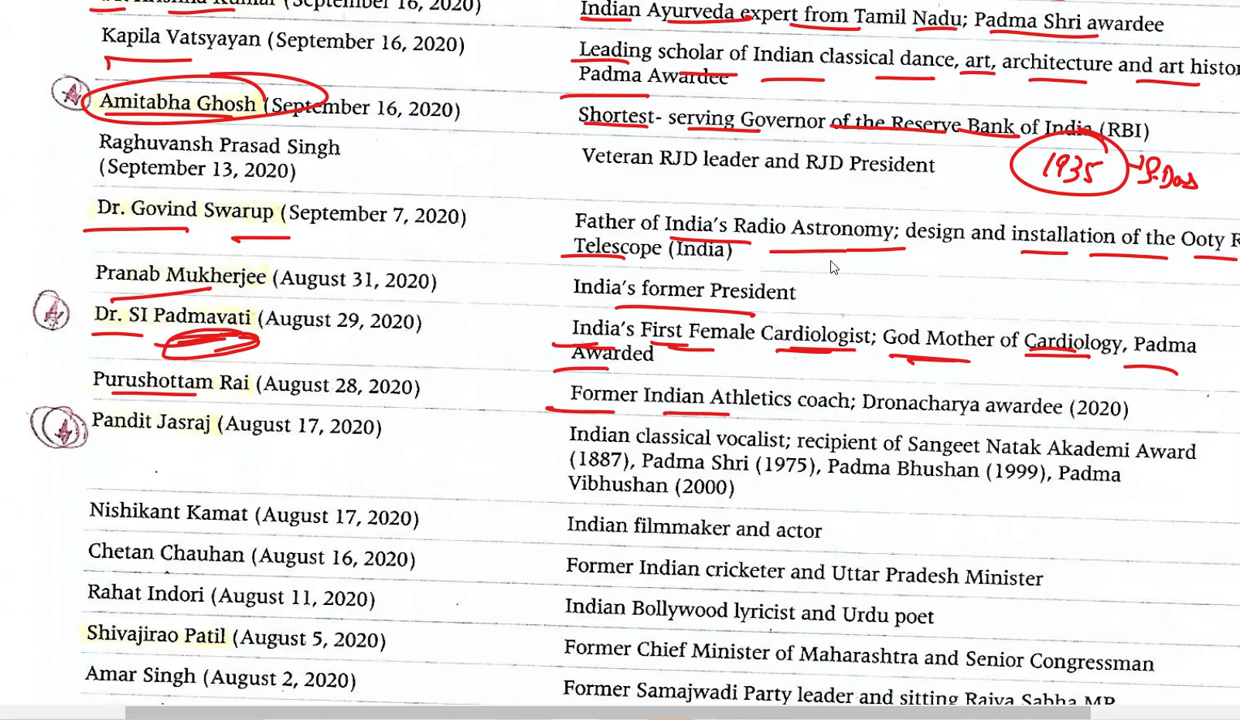 Kumar (September 16, 2020)
Indian Ayurveda expert from Tamil Nadu; Padma Shri awardee
Kapila Vatsyayan (September 16, 2020)
Leading scholar of Indian classical dance, art, architecture and art histor
Padma Awardee
Amitabha Ghosh (September 16, 2020)
Shortest- serving Governor of the Reserve Bank of India (RBI)
Raghuvansh Prasad Singh
(September 13, 2020)
Veteran RJD leader and RJD President
1935
Dr. Govind Swarup (September 7, 2020)
Father of India's Radio Astronomy; design and installation of the Ooty R
Telescope (India)
Pranab Mukherjee (August 31, 2020)
India's former President
Dr. SI Padmavati (August 29, 2020)
India's First Female Cardiologist; God Mother of Cardiology, Padma
Awarded
Purushottam Rai (August 28, 2020)
Former Indian Athletics coach; Dronacharya awardee (2020)
Pandit Jasraj (August 17, 2020)
Indian classical vocalist; recipient of Sangeet Natak Akademi Award
(1887), Padma Shri (1975), Padma Bhushan (1999), Padma
Vibhushan (2000)
Nishikant Kamat (August 17, 2020)
Indian filmmaker and actor
Chetan Chauhan (August 16, 2020)
Former Indian cricketer and Uttar Pradesh Minister
Rahat Indori (August 11, 2020)
Indian Bollywood lyricist and Urdu poet
Shivajirao Patil (August 5, 2020)
Former Chief Minister of Maharashtra and Senior Congressman
Amar Singh (August 2, 2020)
Former Samajwadi Party leader and sitting Rajya Sabha MP